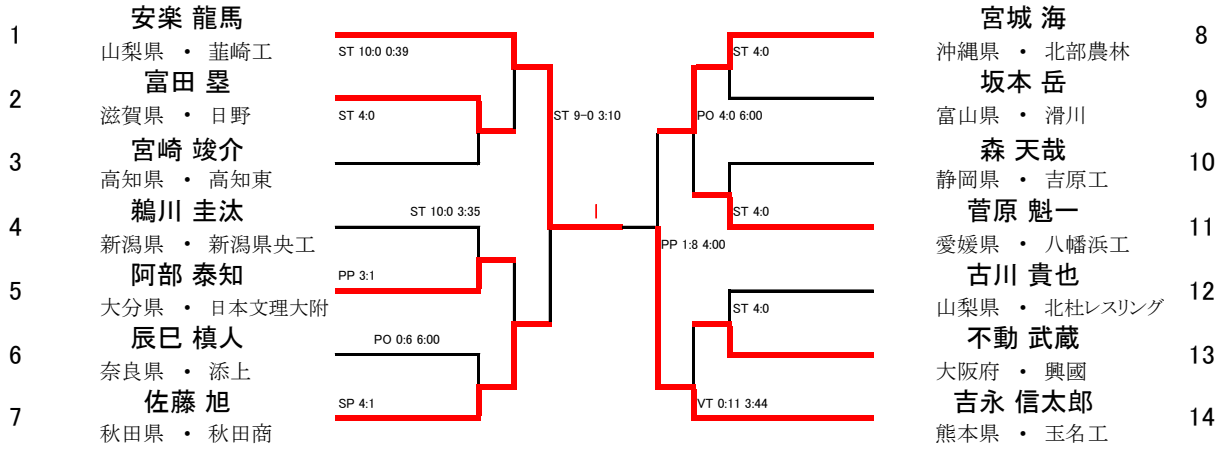 1
安楽 龍馬
山梨県 ・ 韮崎工
2
富田 塁
滋賀県 ・ 日野
3
宮崎 竣介
高知県 ・ 高知東
4
鵜川 圭汰
新潟県 ・ 新潟県央工
5
阿部 泰知
大分県 ・ 日本文理大附
6
辰巳 槙人
奈良県 ・ 添上
7
佐藤 旭
秋田県 ・ 秋田商
ST 10:0 0:39
ST 4:0
ST 10:0 3:35
PP 3:1
PO 0:6 6:00
SP 4:1
ST 9-0 3:10
ST 4:0
PO 4:0 6:00
ST 4:0
PP 1:8 4:00
ST 4:0
VT 0:11 3:44
宮城 海
沖縄県 ・ 北部農林
8
坂本 岳
富山県 ・ 滑川
9
森 天哉
静岡県 ・ 吉原工
10
菅原 魁一
愛媛県 ・ 八幡浜工
11
古川 貴也
山梨県 ・ 北杜レスリング
12
不動 武蔵
大阪府 ・ 興國
13
吉永 信太郎
熊本県 ・ 玉名工
14